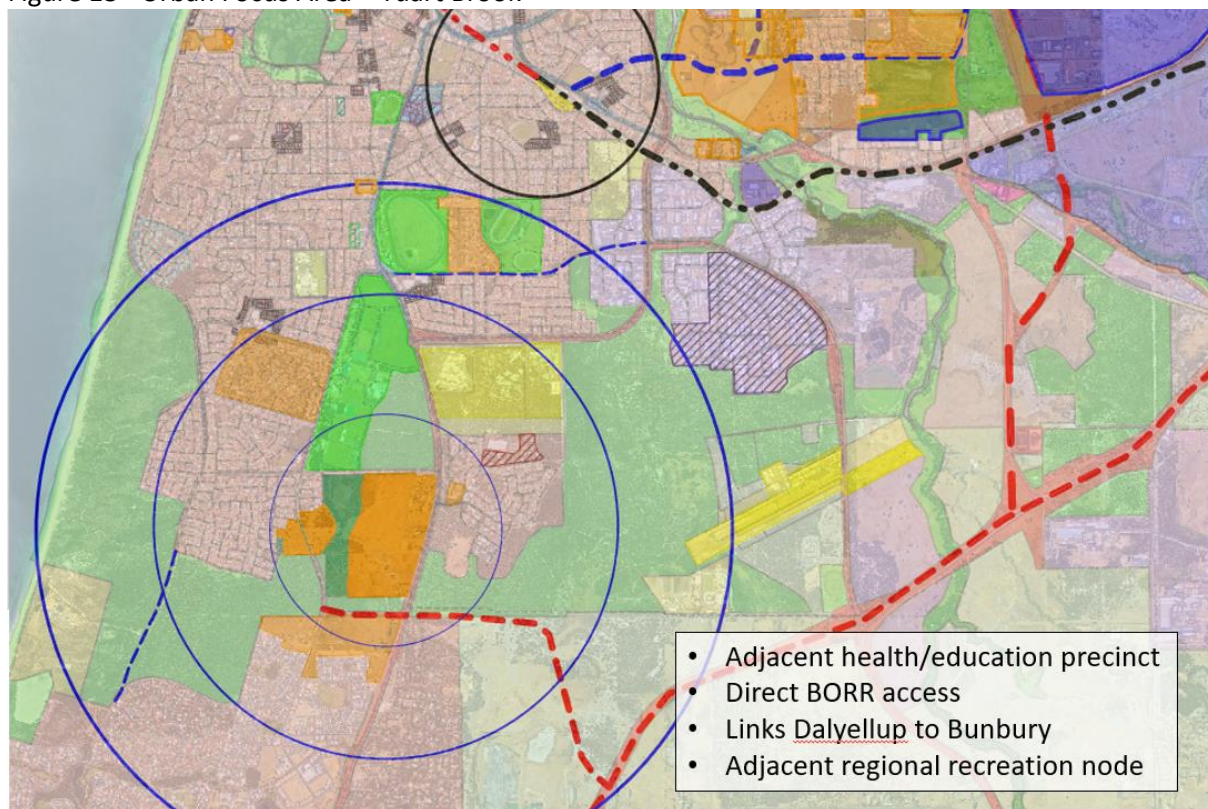 Figure 18 - Urban Focus Area – Tuart Brook
• Adjacent health/education precinct
• Direct BORR access
• Links Dalyellup to Bunbury
• Adjacent regional recreation node